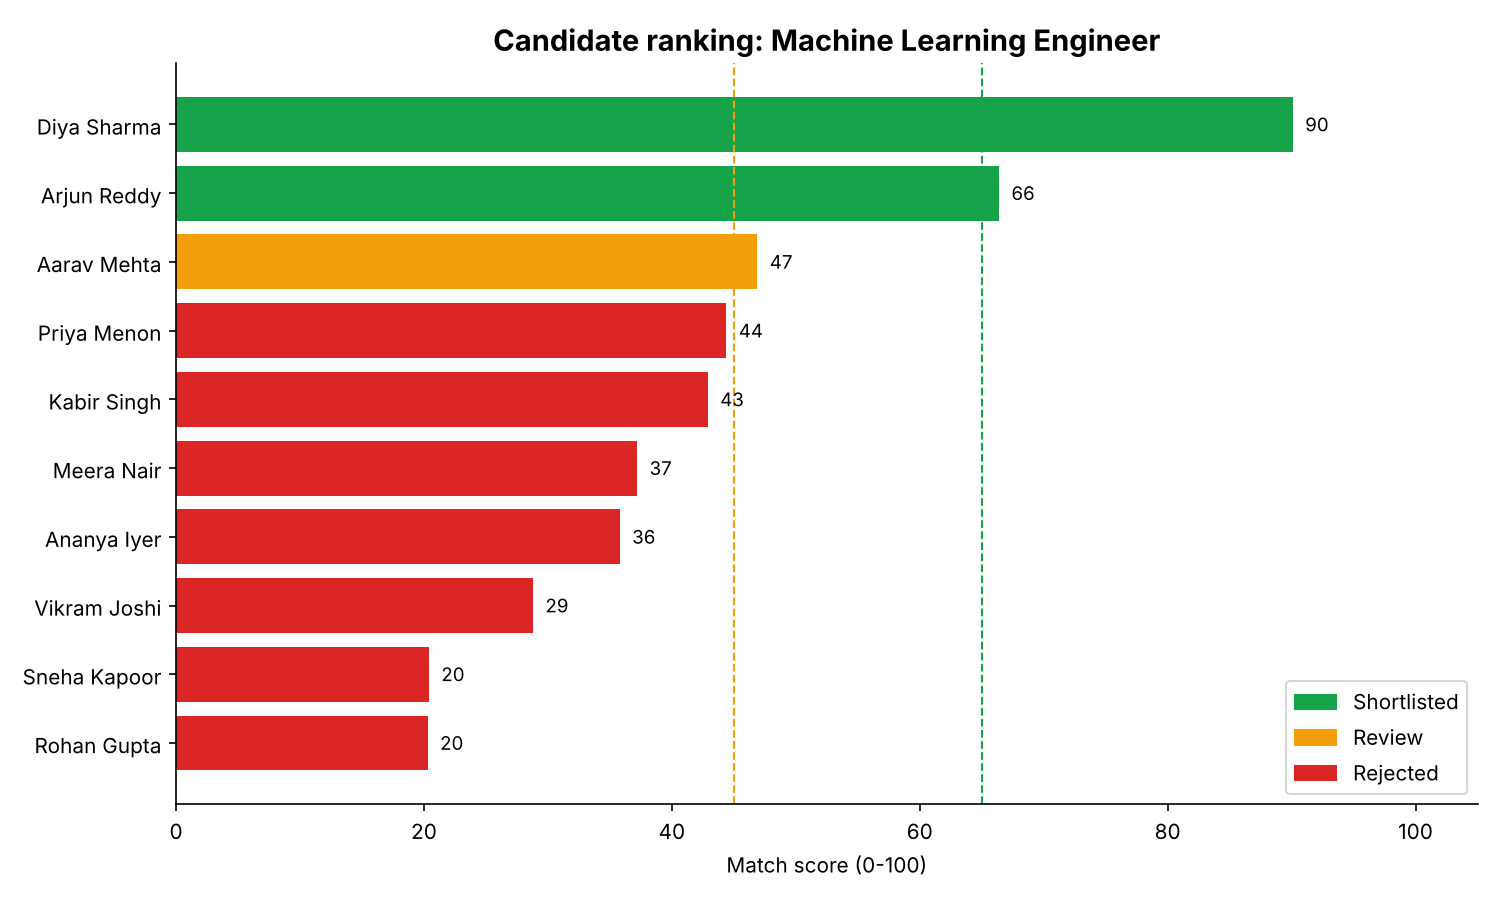 Candidate ranking: Machine Learning Engineer
Diya Sharma 90
Arjun Reddy 66
Aarav Mehta 47
Priya Menon 44
Kabir Singh 43
Meera Nair 37
Ananya Iyer 36
Vikram Joshi 29
Sneha Kapoor 20
Rohan Gupta 20
Shortlisted
Review
Rejected
0 20 40 60 80 100
Match score (0-100)